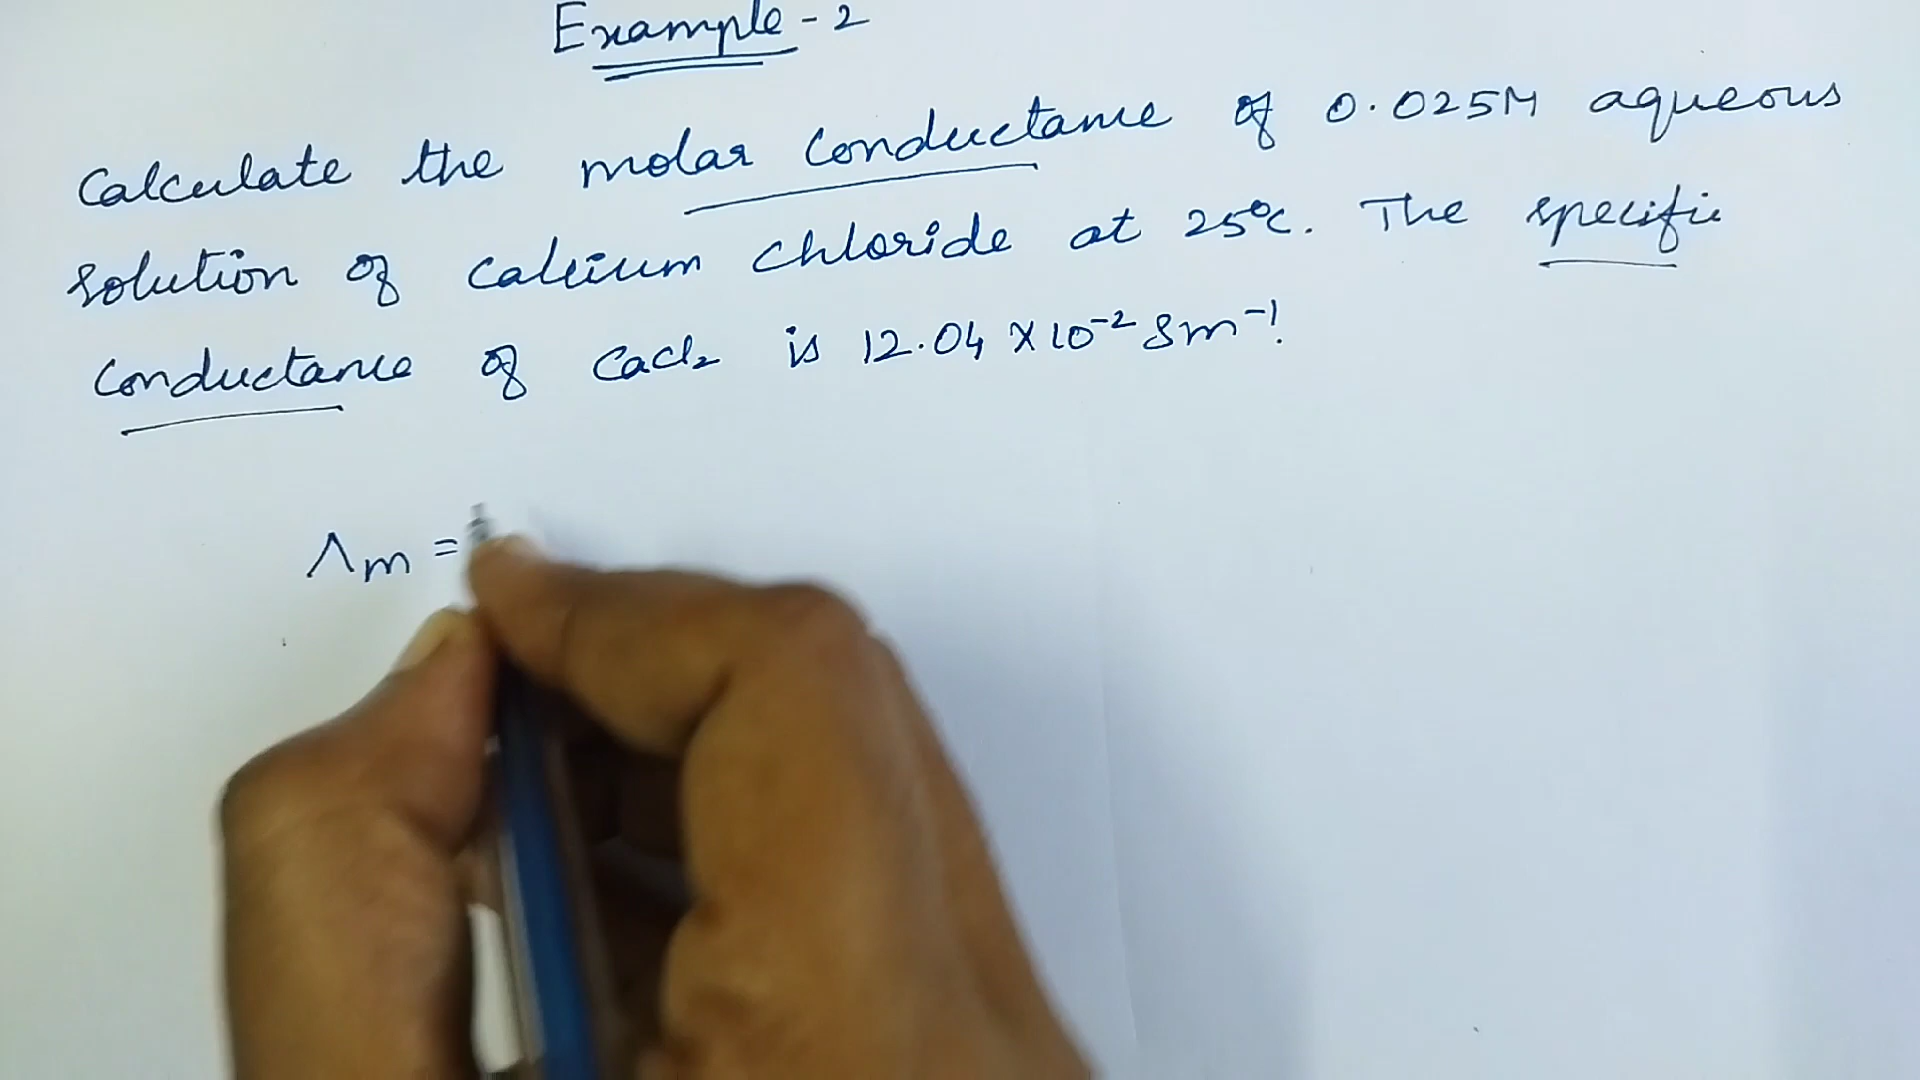 Example - 2
Calculate the molar conductance of 0.025M aqueous
solution of calcium chloride at 25°C. The specific
conductance of CaCl₂ is 12.04 × 10⁻² Sm⁻¹.
Λm =